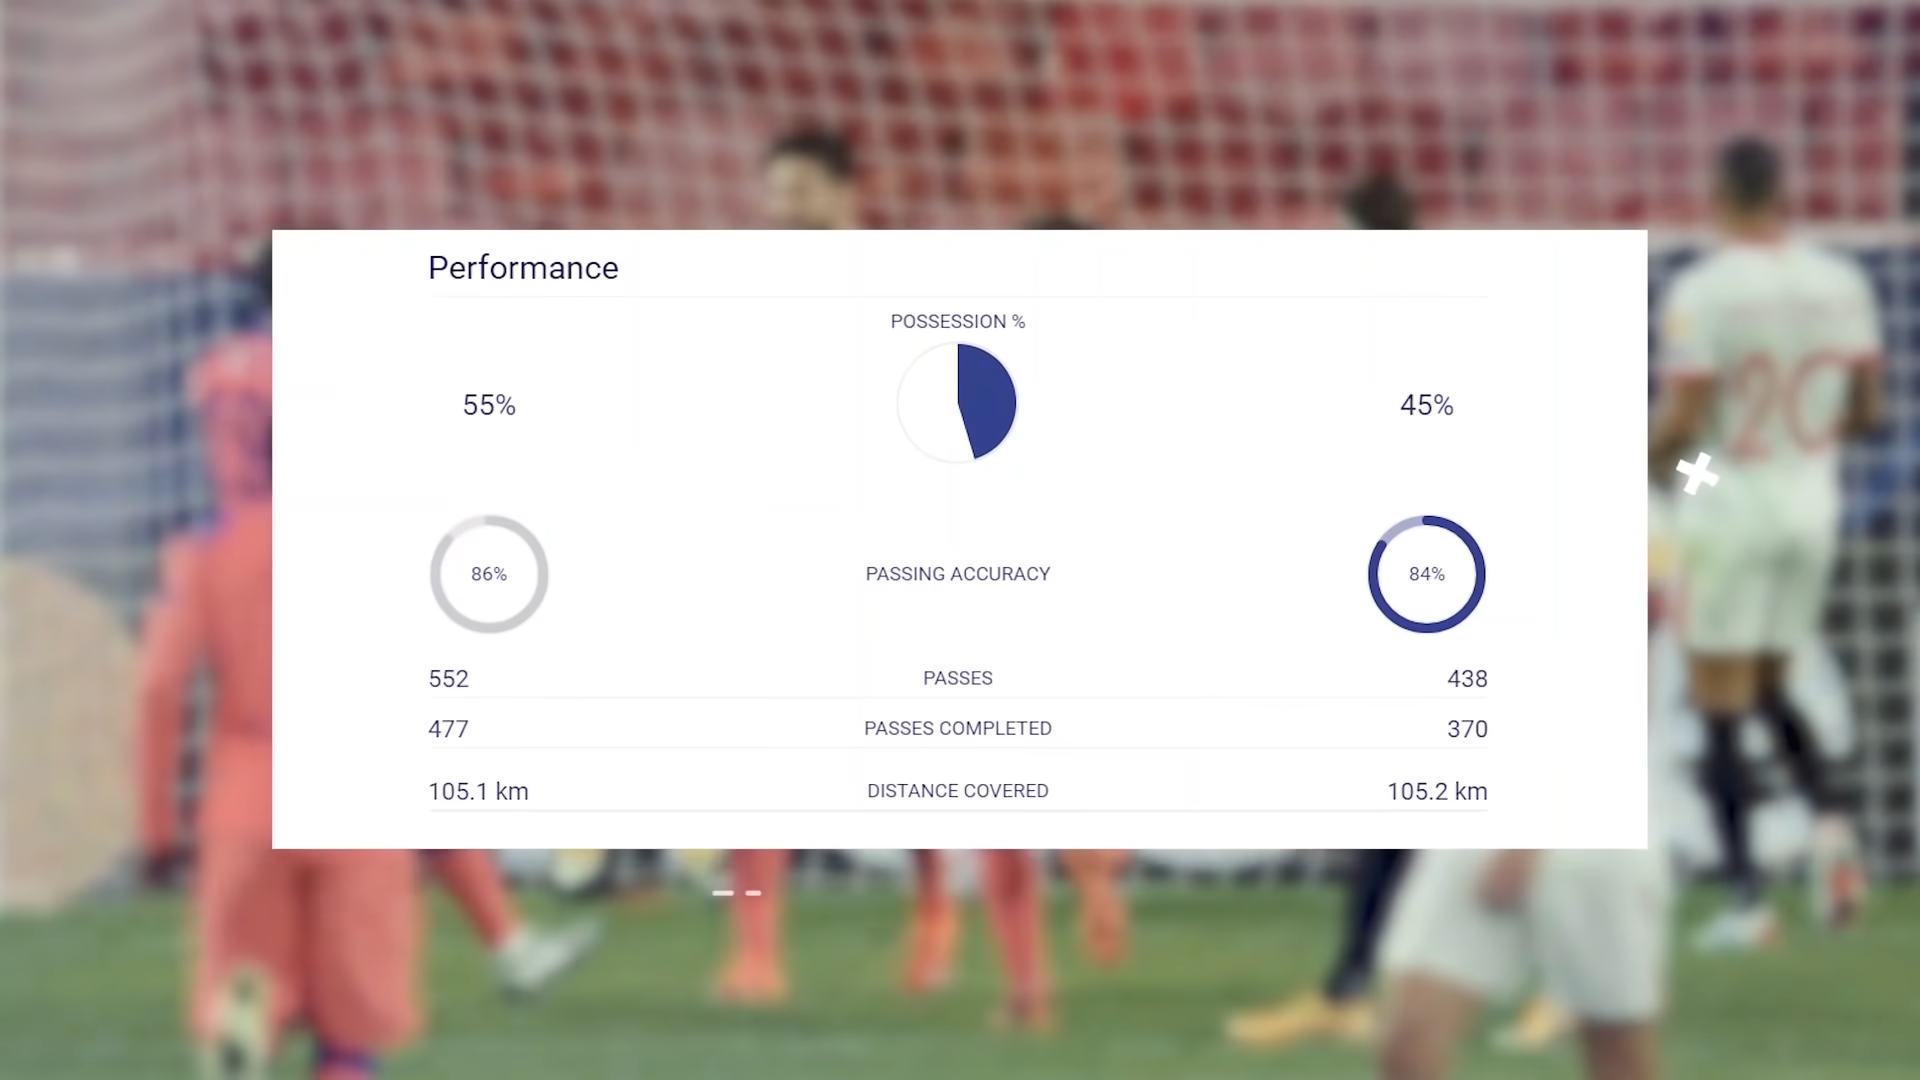 Performance
POSSESSION %
55% 45%
86% PASSING ACCURACY 84%
552 PASSES 438
477 PASSES COMPLETED 370
105.1 km DISTANCE COVERED 105.2 km
20